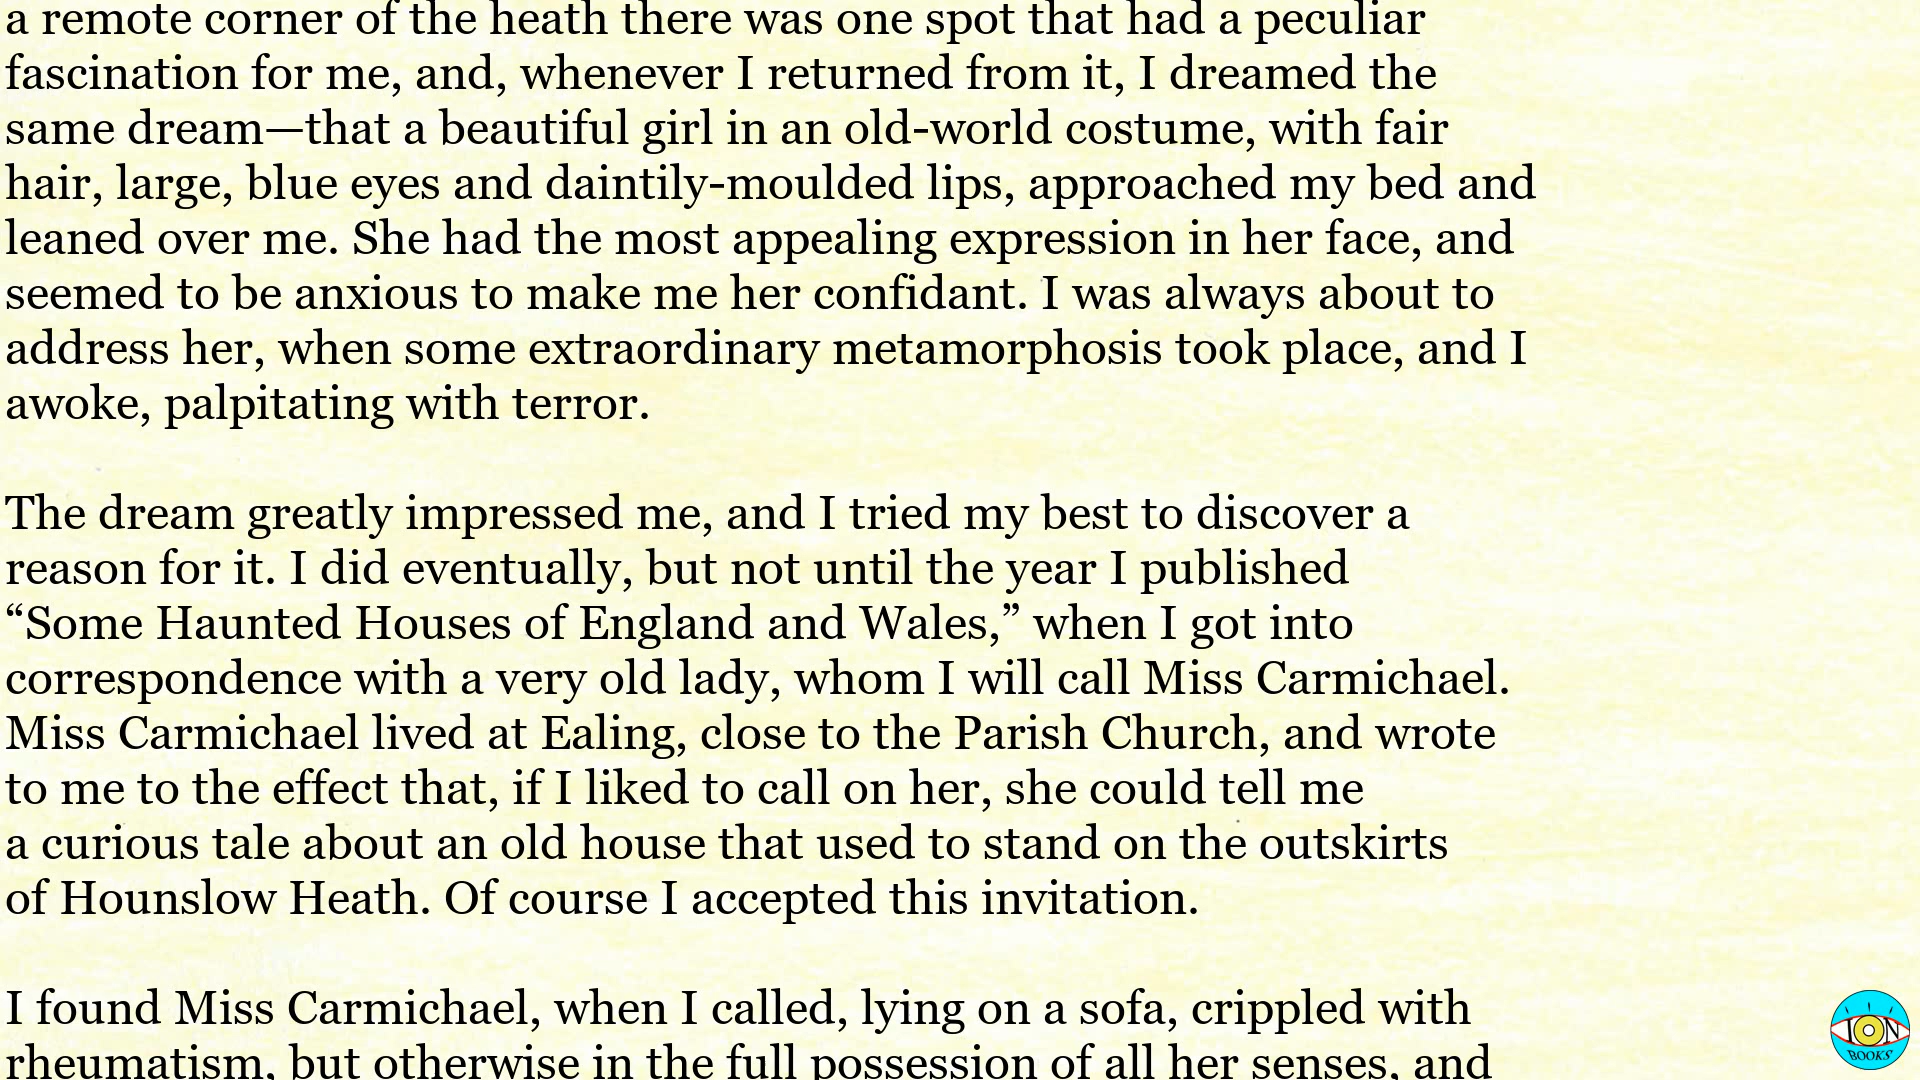 a remote corner of the heath there was one spot that had a peculiar
fascination for me, and, whenever I returned from it, I dreamed the
same dream—that a beautiful girl in an old-world costume, with fair
hair, large, blue eyes and daintily-moulded lips, approached my bed and
leaned over me. She had the most appealing expression in her face, and
seemed to be anxious to make me her confidant. I was always about to
address her, when some extraordinary metamorphosis took place, and I
awoke, palpitating with terror.
The dream greatly impressed me, and I tried my best to discover a
reason for it. I did eventually, but not until the year I published
“Some Haunted Houses of England and Wales,” when I got into
correspondence with a very old lady, whom I will call Miss Carmichael.
Miss Carmichael lived at Ealing, close to the Parish Church, and wrote
to me to the effect that, if I liked to call on her, she could tell me
a curious tale about an old house that used to stand on the outskirts
of Hounslow Heath. Of course I accepted this invitation.
I found Miss Carmichael, when I called, lying on a sofa, crippled with
rheumatism, but otherwise in the full possession of all her senses, and
ION
BOOKS